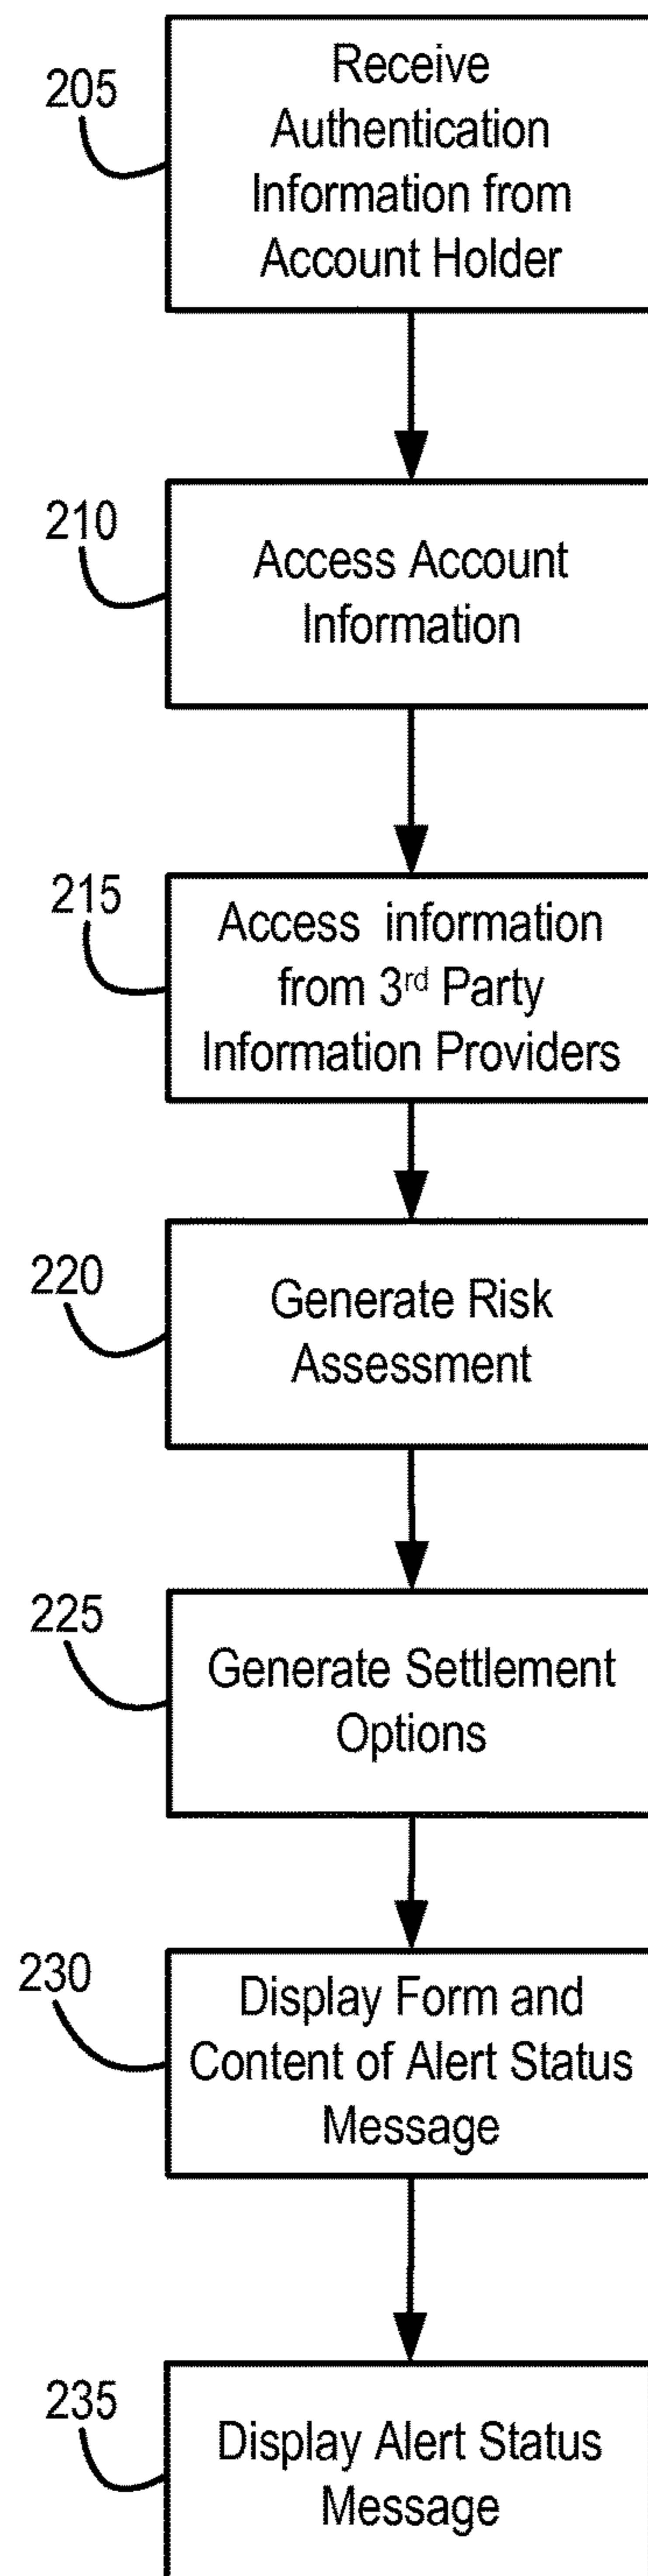 205
Receive
Authentication
Information from
Account Holder
210
Access Account
Information
215
Access information
from 3rd Party
Information Providers
220
Generate Risk
Assessment
225
Generate Settlement
Options
230
Display Form and
Content of Alert Status
Message
235
Display Alert Status
Message